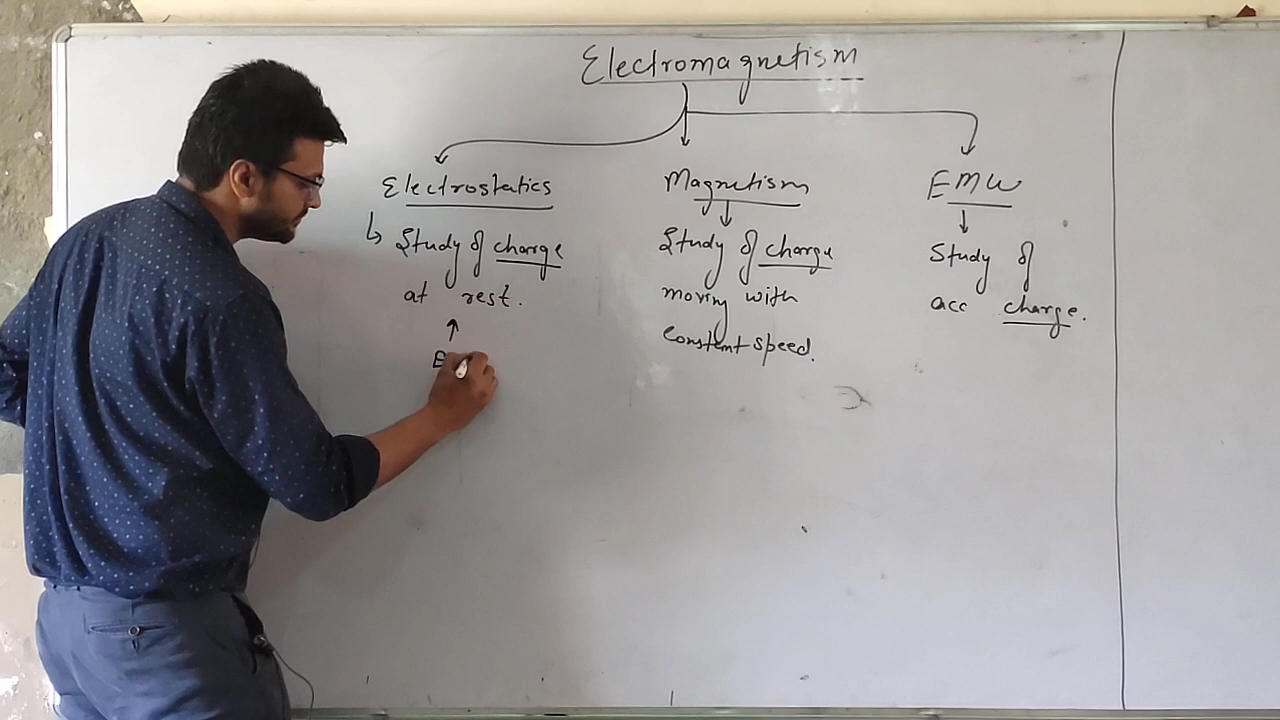 Electromagnetism
Electrostatics
Study of charge
at rest.
E
Magnetism
Study of charge
moving with
constent speed.
EMW
Study of
acc charge.